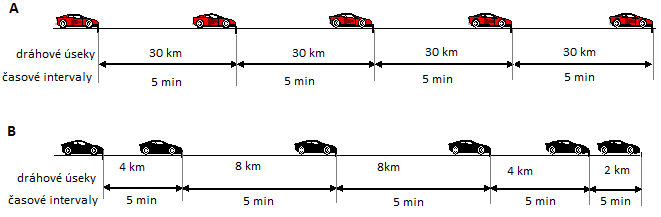 A
dráhové úseky 30 km 30 km 30 km 30 km
časové intervaly 5 min 5 min 5 min 5 min
B
dráhové úseky 4 km 8 km 8km 4 km 2 km
časové intervaly 5 min 5 min 5 min 5 min 5 min